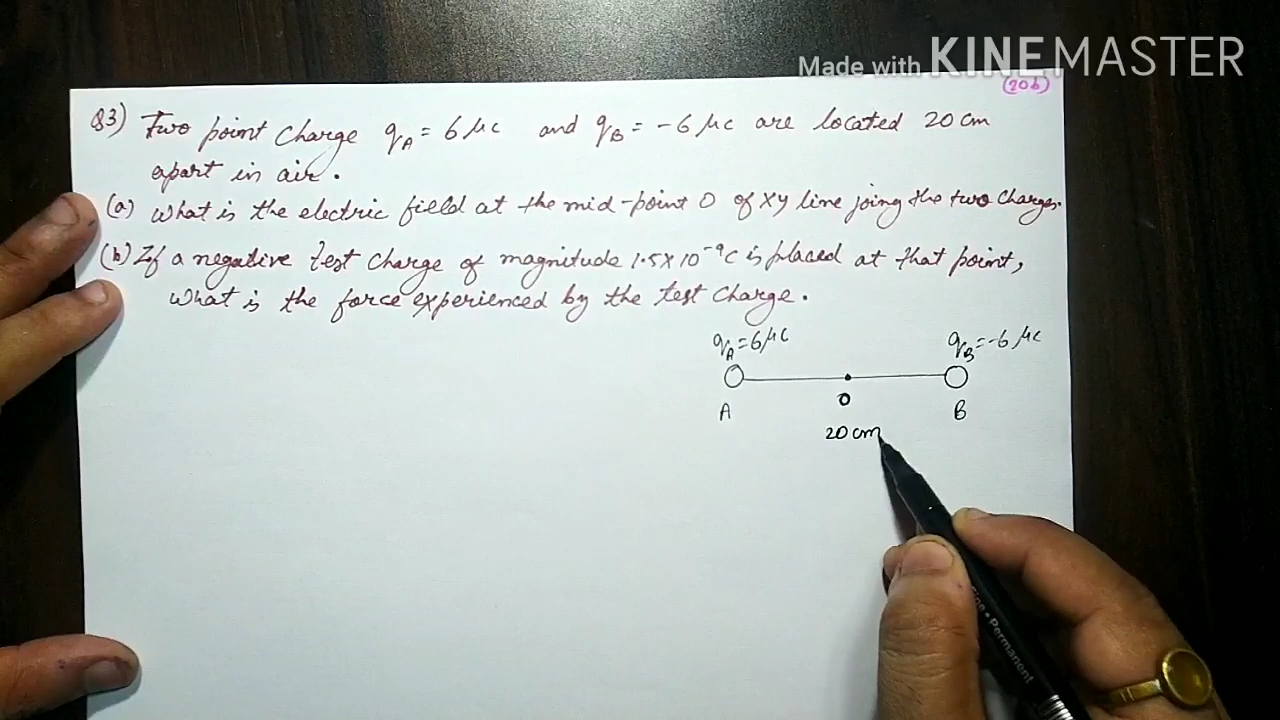 Made with KINEMASTER
(20b)
Q3) Two point charge qA = 6 μc and qB = -6 μc are located 20 cm
apart in air.
(a) What is the electric field at the mid-point O of XY line joing the two charges.
(b) If a negative test charge of magnitude 1.5 X 10⁻⁹c is placed at that point,
What is the force experienced by the test charge.
qA = 6 μc qB = -6 μc
O
A B
20 cm